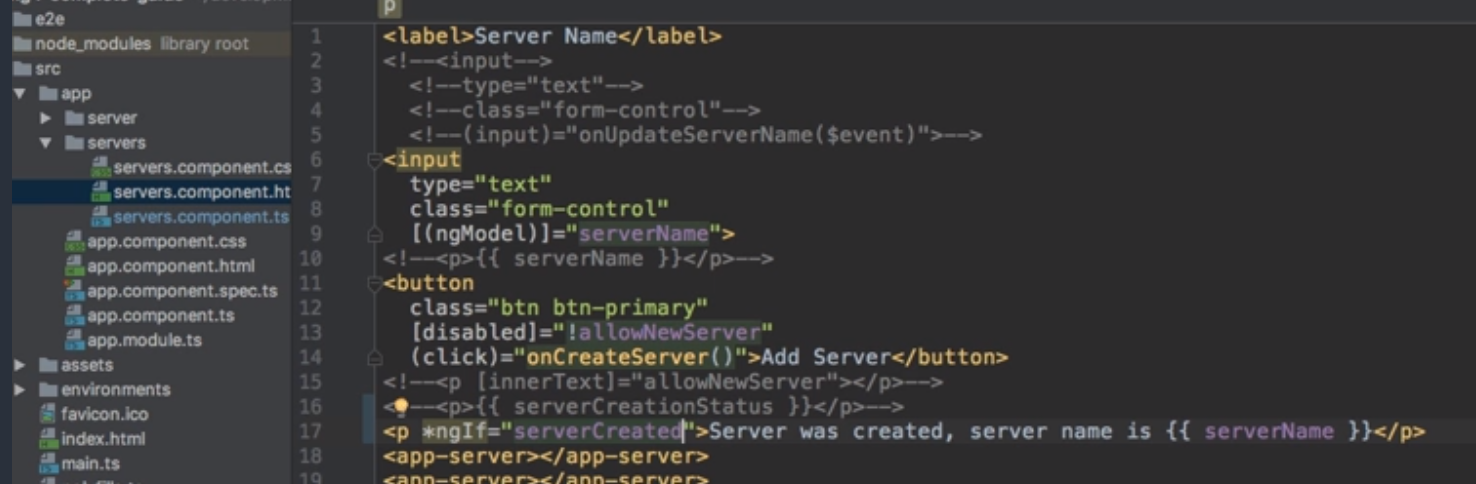 e2e
node_modules library root
src
app
server
servers
servers.component.cs
servers.component.ht
servers.component.ts
app.component.css
app.component.html
app.component.spec.ts
app.component.ts
app.module.ts
assets
environments
favicon.ico
index.html
main.ts
p
1 <label>Server Name</label>
2 <!--<input-->
3 <!--type="text"-->
4 <!--class="form-control"-->
5 <!--(input)="onUpdateServerName($event)">-->
6 <input
7 type="text"
8 class="form-control"
9 [(ngModel)]="serverName">
10 <!--<p>{{ serverName }}</p>-->
11 <button
12 class="btn btn-primary"
13 [disabled]="!allowNewServer"
14 (click)="onCreateServer()">Add Server</button>
15 <!--<p [innerText]="allowNewServer"></p>-->
16 <!--<p>{{ serverCreationStatus }}</p>-->
17 <p *ngIf="serverCreated">Server was created, server name is {{ serverName }}</p>
18 <app-server></app-server>
19 <app-server></app-server>